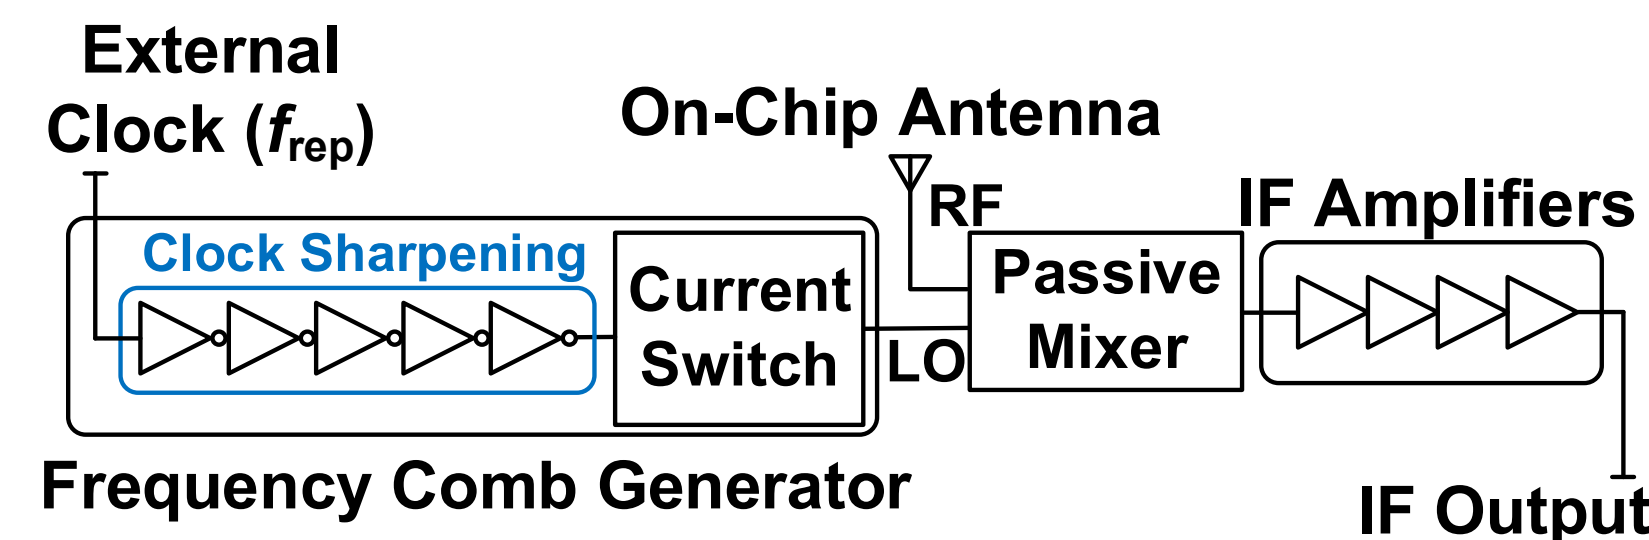 External
Clock (frep)
On-Chip Antenna
RF
IF Amplifiers
Clock Sharpening
Current
Switch
LO
Passive
Mixer
Frequency Comb Generator
IF Output